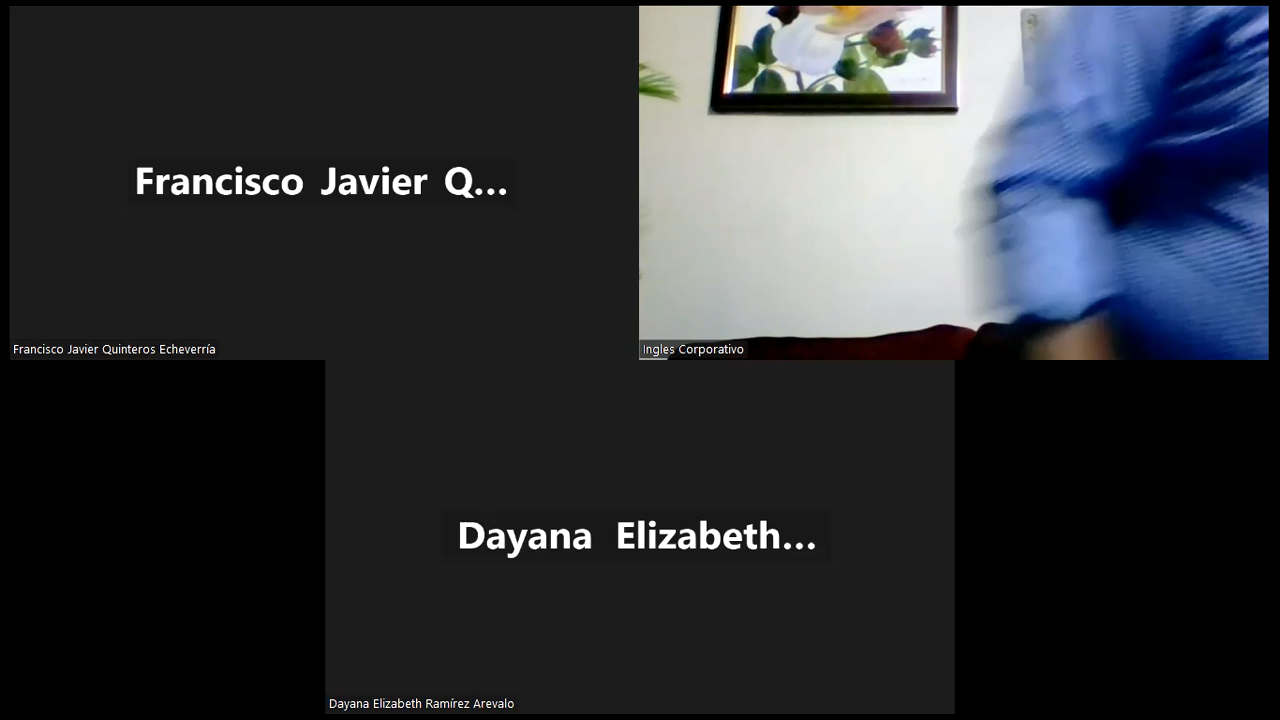 Francisco Javier Q...
Francisco Javier Quinteros Echeverría
Ingles Corporativo
Dayana Elizabeth...
Dayana Elizabeth Ramírez Arevalo